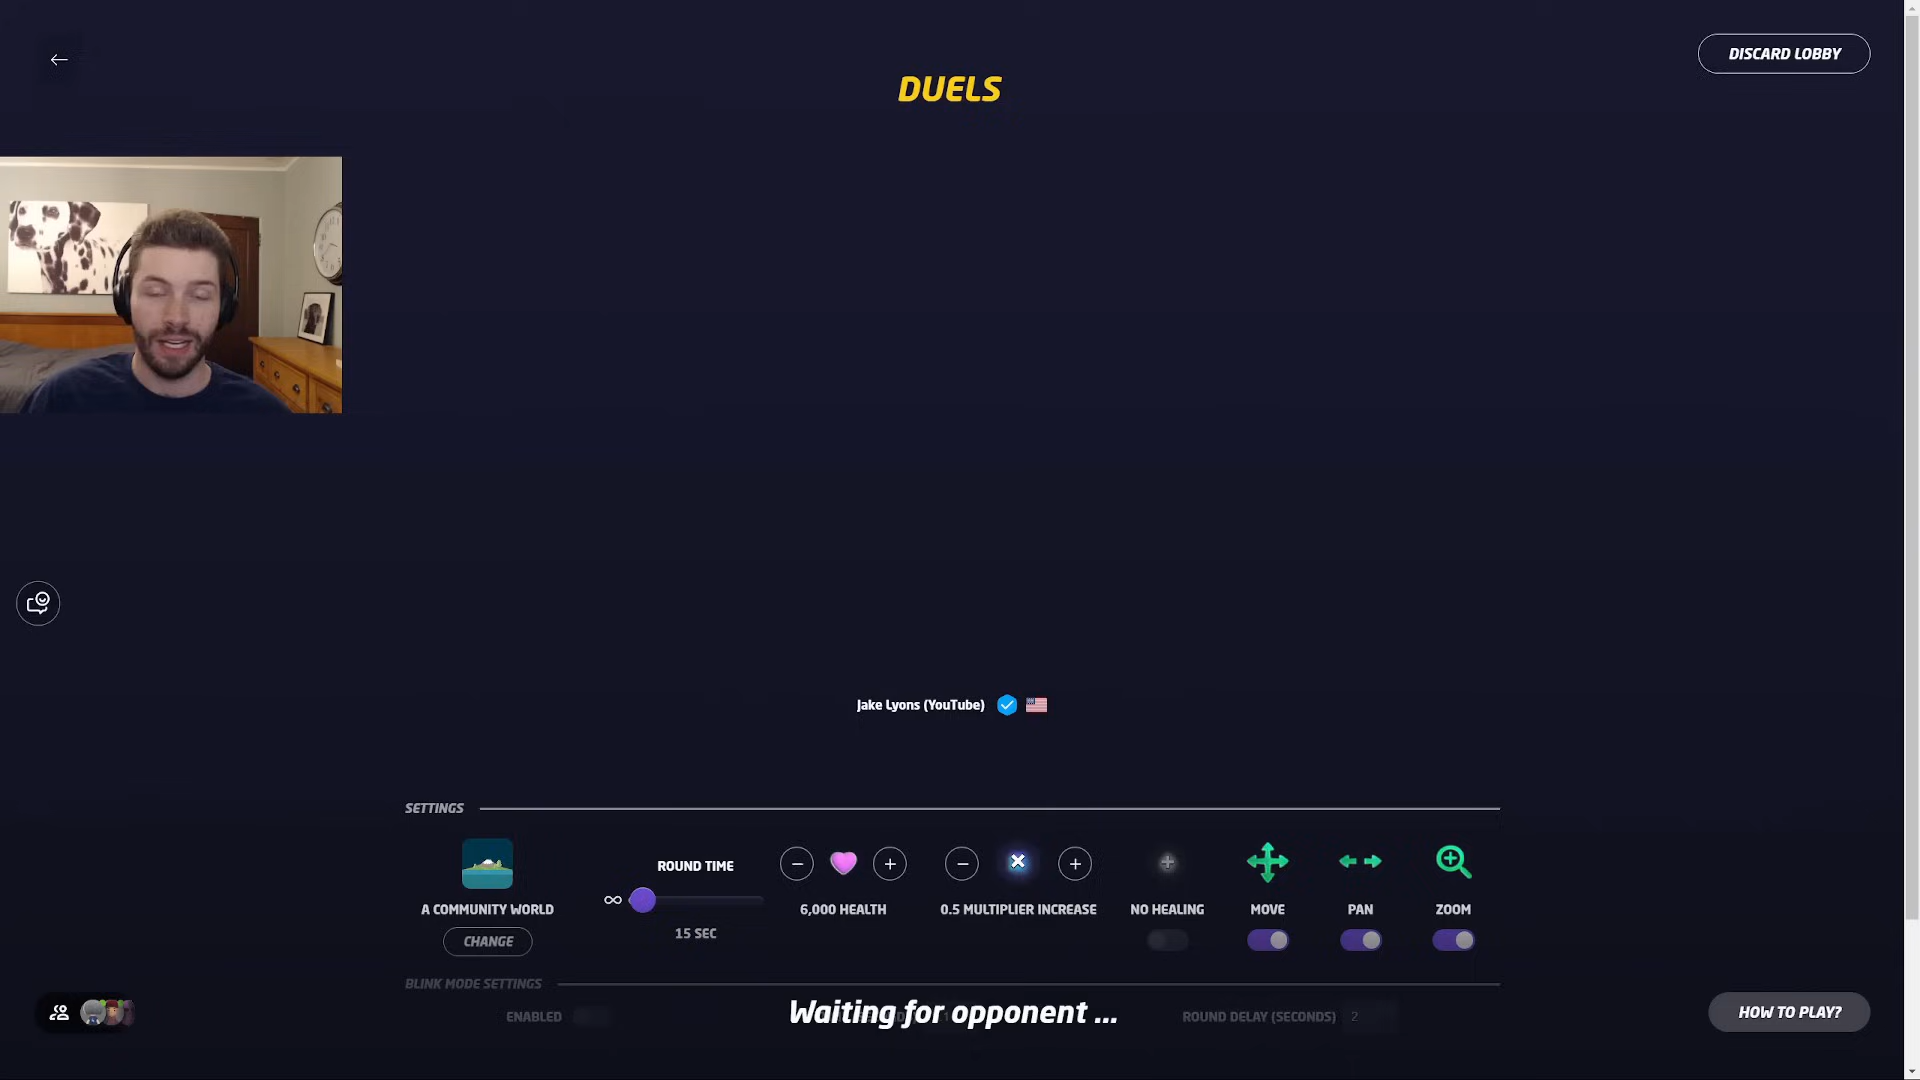 DISCARD LOBBY
DUELS
Jake Lyons (YouTube)
SETTINGS
ROUND TIME
∞
A COMMUNITY WORLD
6,000 HEALTH
0.5 MULTIPLIER INCREASE
NO HEALING
MOVE
PAN
ZOOM
CHANGE
15 SEC
BLINK MODE SETTINGS
Waiting for opponent ...
ENABLED
ROUND DELAY (SECONDS) 2
HOW TO PLAY?